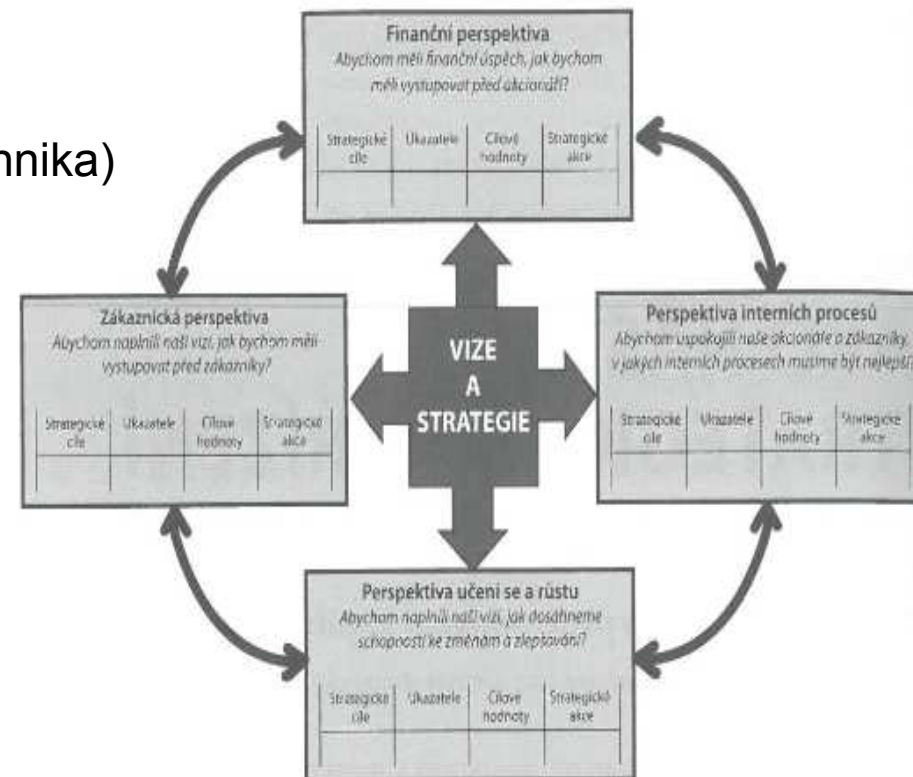 Finanční perspektiva
Abychom měli finanční úspěch, jak bychom
měli vystupovat před akcionáři?
Strategické Ukazatele Cílové Strategické
cíle hodnoty akce
hnika)
Zákaznická perspektiva
Abychom naplnili naši vizi, jak bychom měli
vystupovat před zákazníky?
Strategické Ukazatele Cílové Strategické
cíle hodnoty akce
VIZE
A
STRATEGIE
Perspektiva interních procesů
Abychom uspokojili naše akcionáře a zákazníky,
v jakých interních procesech musíme být nejlepší?
Strategické Ukazatele Cílové Strategické
cíle hodnoty akce
Perspektiva učení se a růstu
Abychom naplnili naši vizi, jak dosáhneme
schopností ke změnám a zlepšování?
Strategické Ukazatele Cílové Strategické
cíle hodnoty akce